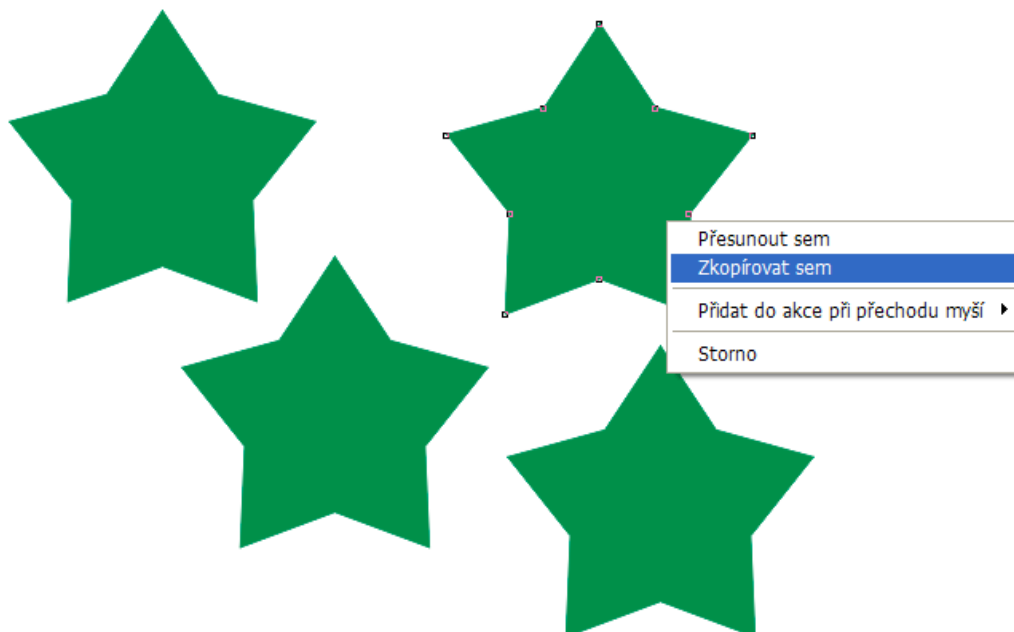 Přesunout sem
Zkopírovat sem
Přidat do akce při přechodu myší
Storno